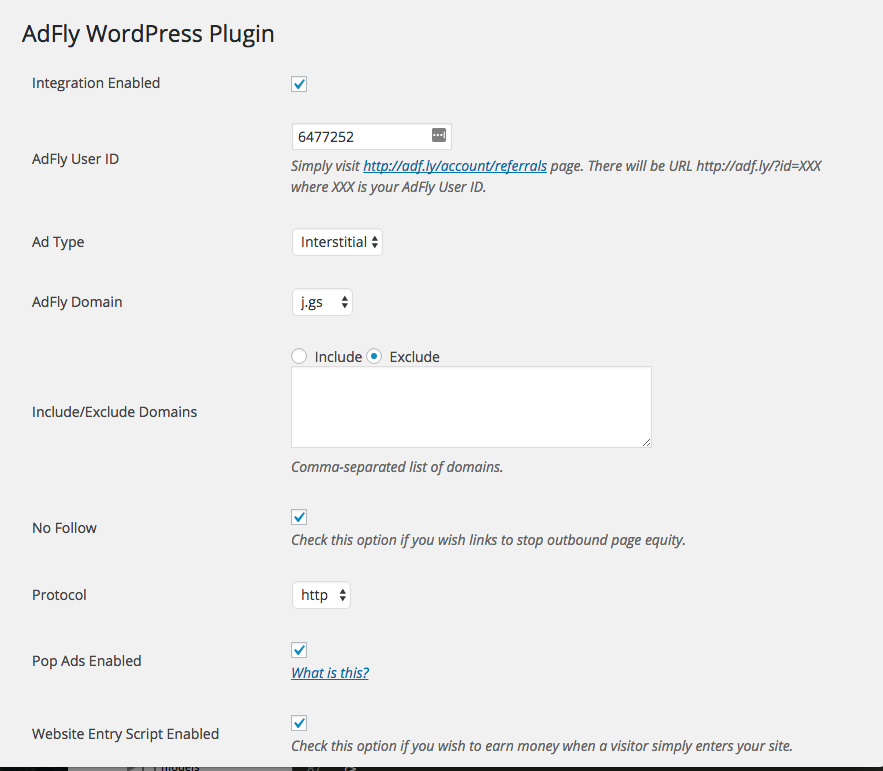 AdFly WordPress Plugin
Integration Enabled
6477252
AdFly User ID
Simply visit http://adf.ly/account/referrals page. There will be URL http://adf.ly/?id=XXX
where XXX is your AdFly User ID.
Ad Type
Interstitial
AdFly Domain
j.gs
Include Exclude
Include/Exclude Domains
Comma-separated list of domains.
No Follow
Check this option if you wish links to stop outbound page equity.
Protocol
http
Pop Ads Enabled
What is this?
Website Entry Script Enabled
Check this option if you wish to earn money when a visitor simply enters your site.